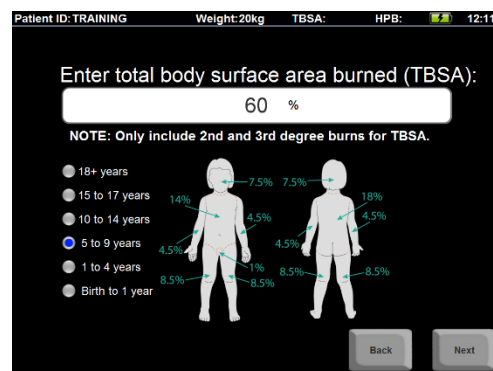 Patient ID: TRAINING Weight:20kg TBSA: HPB: 12:11
Enter total body surface area burned (TBSA):
60 %
NOTE: Only include 2nd and 3rd degree burns for TBSA.
18+ years
15 to 17 years
10 to 14 years
5 to 9 years
1 to 4 years
Birth to 1 year
7.5% 7.5%
14% 18%
4.5% 4.5%
4.5% 4.5%
1%
8.5% 8.5% 8.5% 8.5%
Back Next